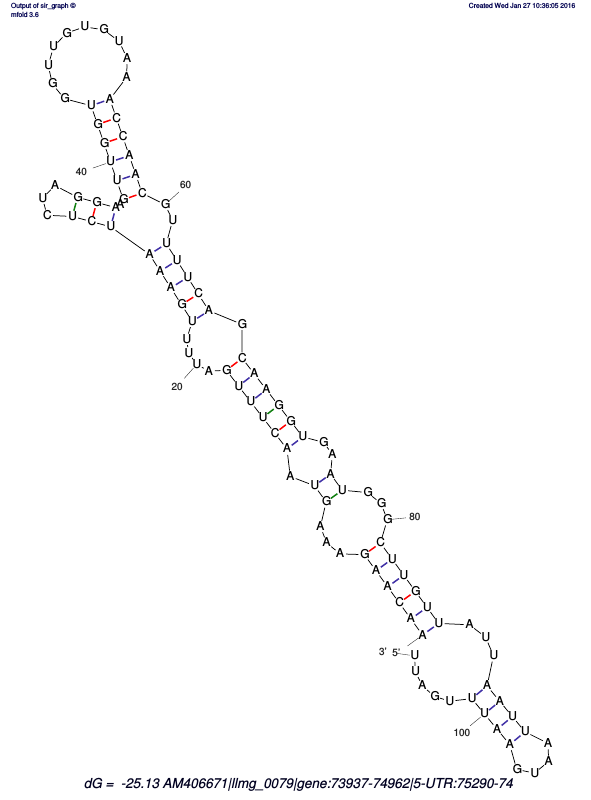 Output of sir_graph ©
mfold 3.6
Created Wed Jan 27 10:36:05 2016
5'
A A C A A G A A A G U A A C U U U G A U
20
U U U G A A A U C U C U A G G A A G U U
40
G G U G G U U G U G U A A A C C A A C G
60
U U U U C A G C A A G G U G A A U G G G
80
C U U G U U A U U A A U U A A U G A A U
100
U U G A U U
3'
dG = -25.13 AM406671|llmg_0079|gene:73937-74962|5-UTR:75290-74